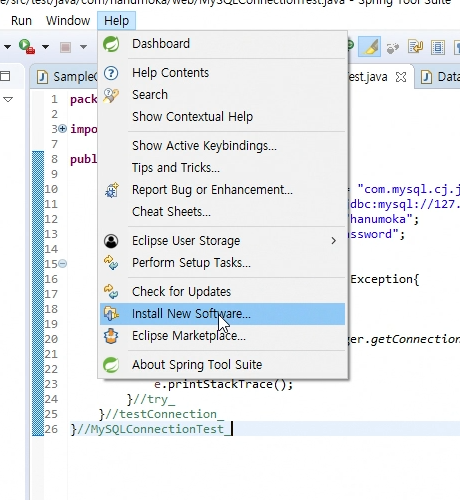 e/src/test/java/com/hanumoka/web/MySQLConnectionTest.java - Spring Tool Suite
Run Window Help
Dashboard
Help Contents
Search
Show Contextual Help
Show Active Keybindings...
Tips and Tricks...
Report Bug or Enhancement...
Cheat Sheets...
Eclipse User Storage
Perform Setup Tasks...
Check for Updates
Install New Software...
Eclipse Marketplace...
About Spring Tool Suite
Sample Test.java Data
1 pack
2
3 impo
7
8 publ
9
10 = "com.mysql.cj.j
11 dbc:mysql://127.
12 hanumoka";
13 ssword";
14
15
16 Exception{
17
18
19
20 ger.getConnection
21
22
23 e.printStackTrace();
24 }//try_
25 }//testConnection_
26 }//MySQLConnectionTest_